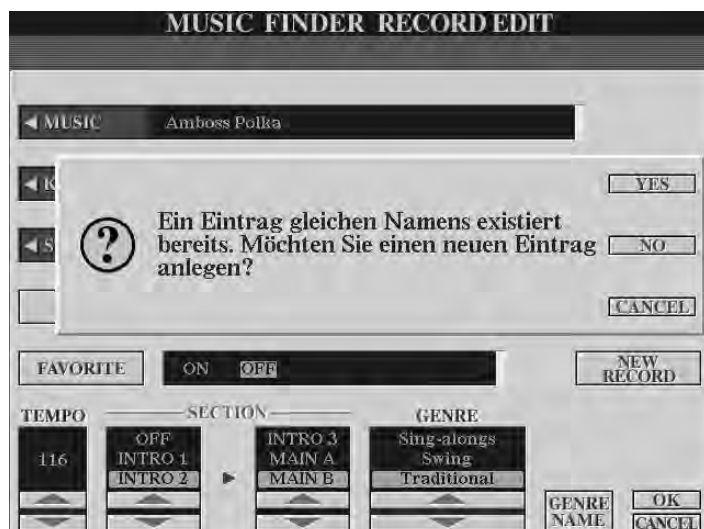 MUSIC FINDER RECORD EDIT
MUSIC Amboss Polka
K
YES
Ein Eintrag gleichen Namens existiert
bereits. Möchten Sie einen neuen Eintrag
anlegen?
S
NO
CANCEL
FAVORITE ON OFF
NEW
RECORD
TEMPO SECTION GENRE
OFF INTRO 3 Sing-alongs
116 INTRO 1 MAIN A Swing
INTRO 2 MAIN B Traditional
GENRE
NAME
OK
CANCEL